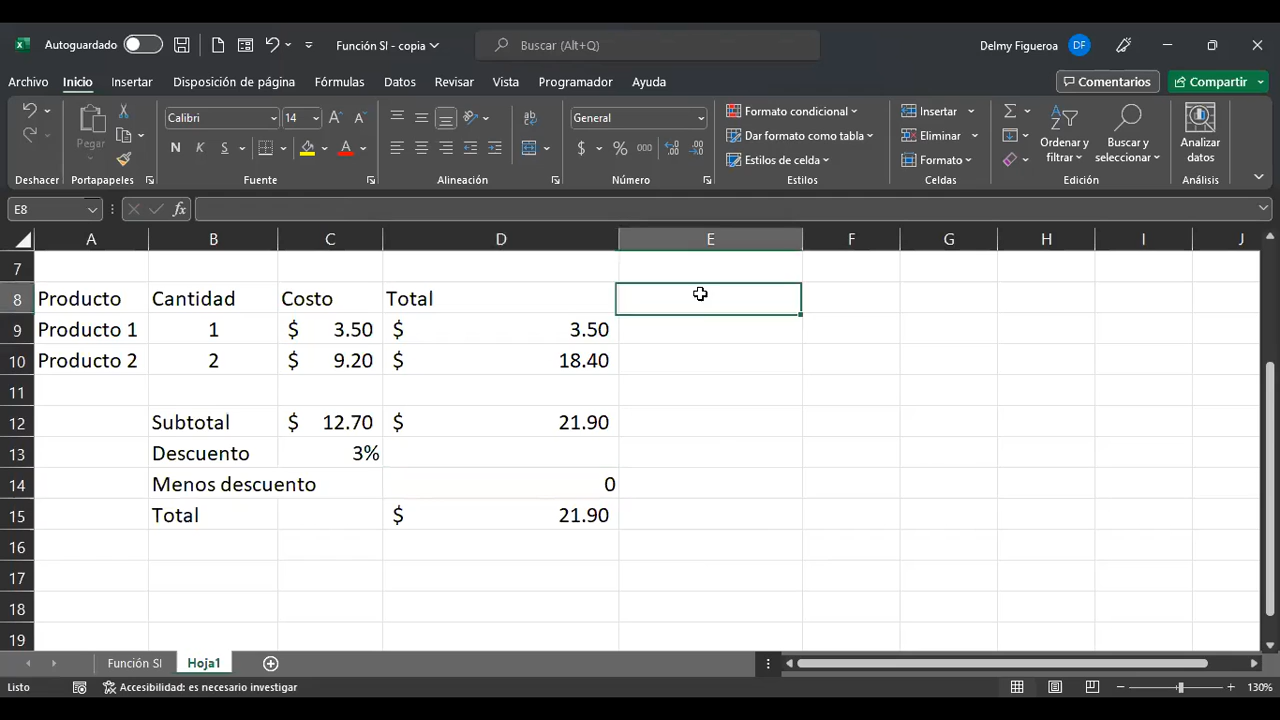 Autoguardado Función SI - copia Buscar (Alt+Q) Delmy Figueroa DF
Archivo Inicio Insertar Disposición de página Fórmulas Datos Revisar Vista Programador Ayuda Comentarios Compartir
Pegar Calibri 14 General Formato condicional Insertar
N K S $ % 000 Dar formato como tabla Eliminar Ordenar y filtrar Buscar y seleccionar Analizar datos
Estilos de celda Formato
Deshacer Portapapeles Fuente Alineación Número Estilos Celdas Edición Análisis
E8 fx
A B C D E F G H I J
7
8 Producto Cantidad Costo Total
9 Producto 1 1 $ 3.50 $ 3.50
10 Producto 2 2 $ 9.20 $ 18.40
11
12 Subtotal $ 12.70 $ 21.90
13 Descuento 3%
14 Menos descuento 0
15 Total $ 21.90
16
17
18
19
Función SI Hoja1
Listo Accesibilidad: es necesario investigar 130%